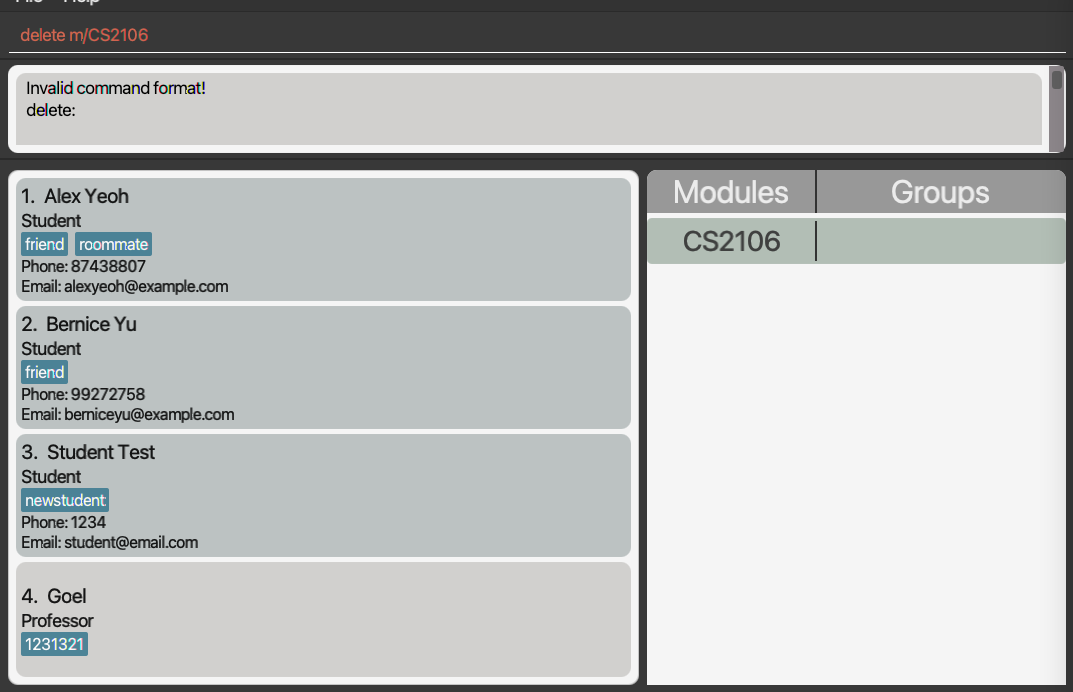 File Help
delete m/CS2106
Invalid command format!
delete:
1. Alex Yeoh
Student
friend roommate
Phone: 87438807
Email: alexyeoh@example.com
2. Bernice Yu
Student
friend
Phone: 99272758
Email: berniceyu@example.com
3. Student Test
Student
newstudent
Phone: 1234
Email: student@email.com
4. Goel
Professor
1231321
Modules Groups
CS2106